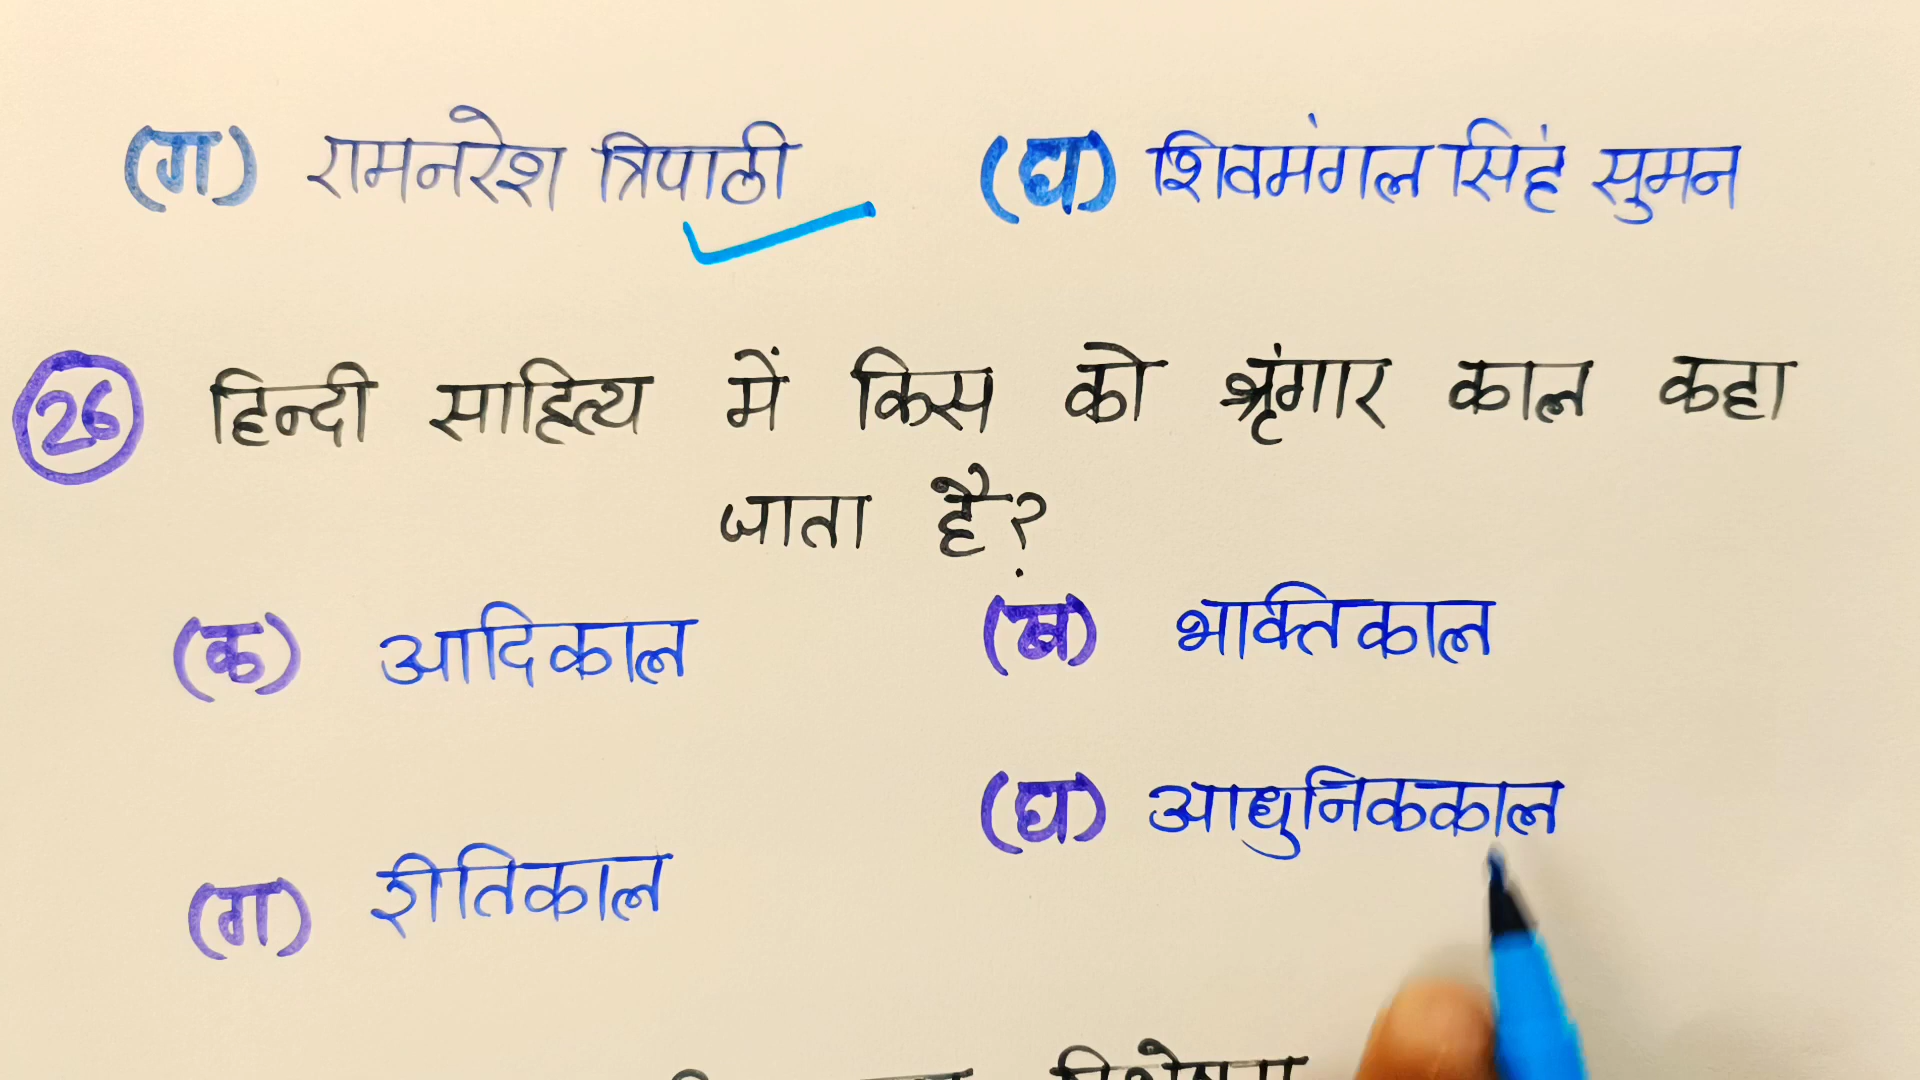 (ग) रामनरेश त्रिपाठी (घ) शिवमंगल सिंह सुमन
26 हिन्दी साहित्य में किस को श्रृंगार काल कहा
जाता है?
(क) आदिकाल (ख) भक्तिकाल
(ग) रीतिकाल (घ) आधुनिककाल